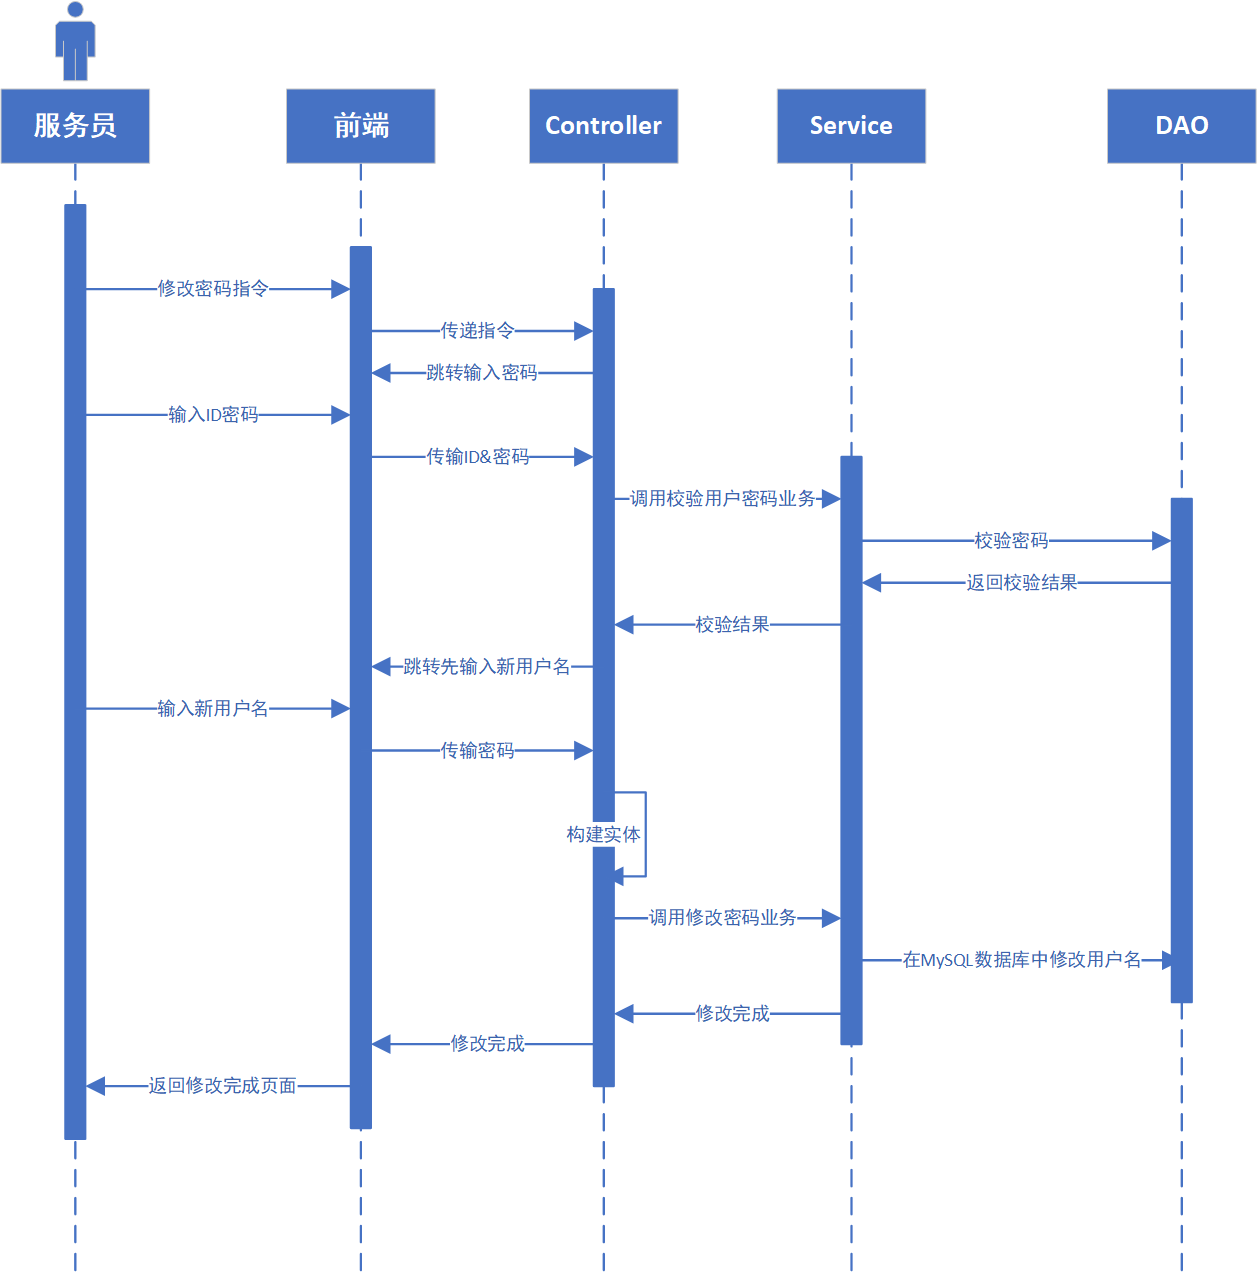 服务员
前端
Controller
Service
DAO
修改密码指令
传递指令
跳转输入密码
输入ID密码
传输ID&密码
调用校验用户密码业务
校验密码
返回校验结果
校验结果
跳转先输入新用户名
输入新用户名
传输密码
构建实体
调用修改密码业务
在MySQL数据库中修改用户名
修改完成
修改完成
返回修改完成页面